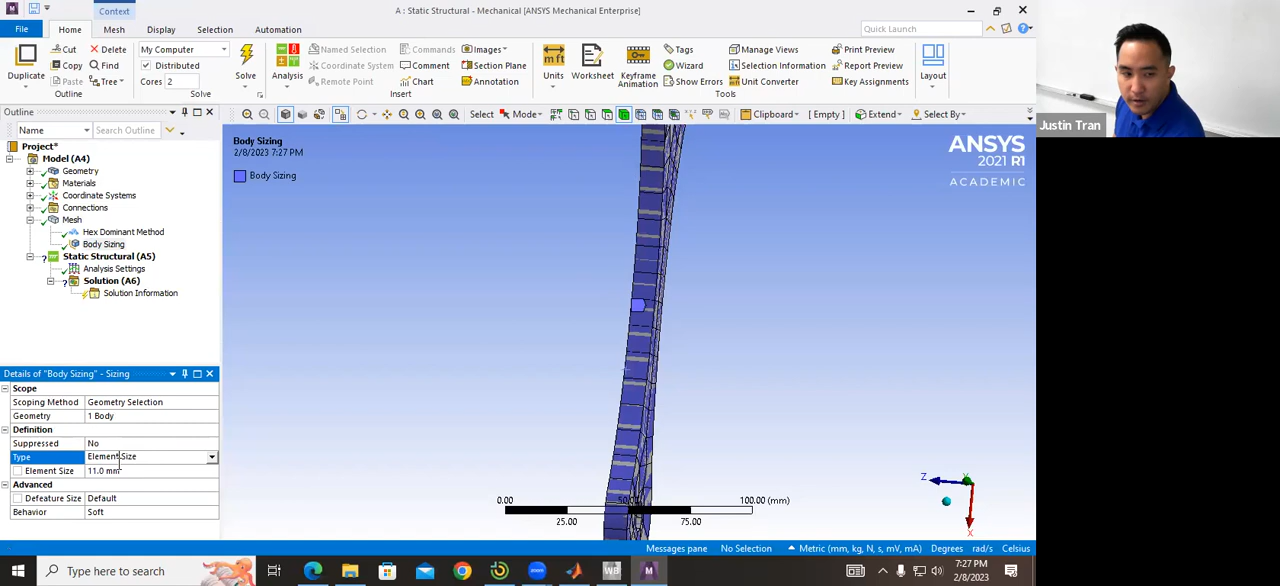 Context
A : Static Structural - Mechanical [ANSYS Mechanical Enterprise]
File Home Mesh Display Selection Automation Quick Launch
Duplicate Cut Delete My Computer Solve Analysis Named Selection Commands Images Units Worksheet Keyframe Animation Tags Manage Views Print Preview Layout
Copy Find Distributed Coordinate System Comment Section Plane Wizard Selection Information Report Preview
Paste Tree Cores 2 Remote Point Chart Annotation Show Errors Unit Converter Key Assignments
Outline Solve Insert Tools
Outline
Select Mode Clipboard [ Empty ] Extend Select By
Name Search Outline
Project*
Model (A4)
Geometry
Materials
Coordinate Systems
Connections
Mesh
Hex Dominant Method
Body Sizing
Static Structural (A5)
Analysis Settings
Solution (A6)
Solution Information
Details of "Body Sizing" - Sizing
Scope
Scoping Method Geometry Selection
Geometry 1 Body
Definition
Suppressed No
Type Element Size
Element Size 11.0 mm
Advanced
Defeature Size Default
Behavior Soft
Body Sizing
2/8/2023 7:27 PM
Body Sizing
ANSYS
2021 R1
ACADEMIC
0.00 50.00 100.00 (mm)
25.00 75.00
Z Y
X
Messages pane No Selection Metric (mm, kg, N, s, mV, mA) Degrees rad/s Celsius
Type here to search
WB M
7:27 PM
2/8/2023
Justin Tran